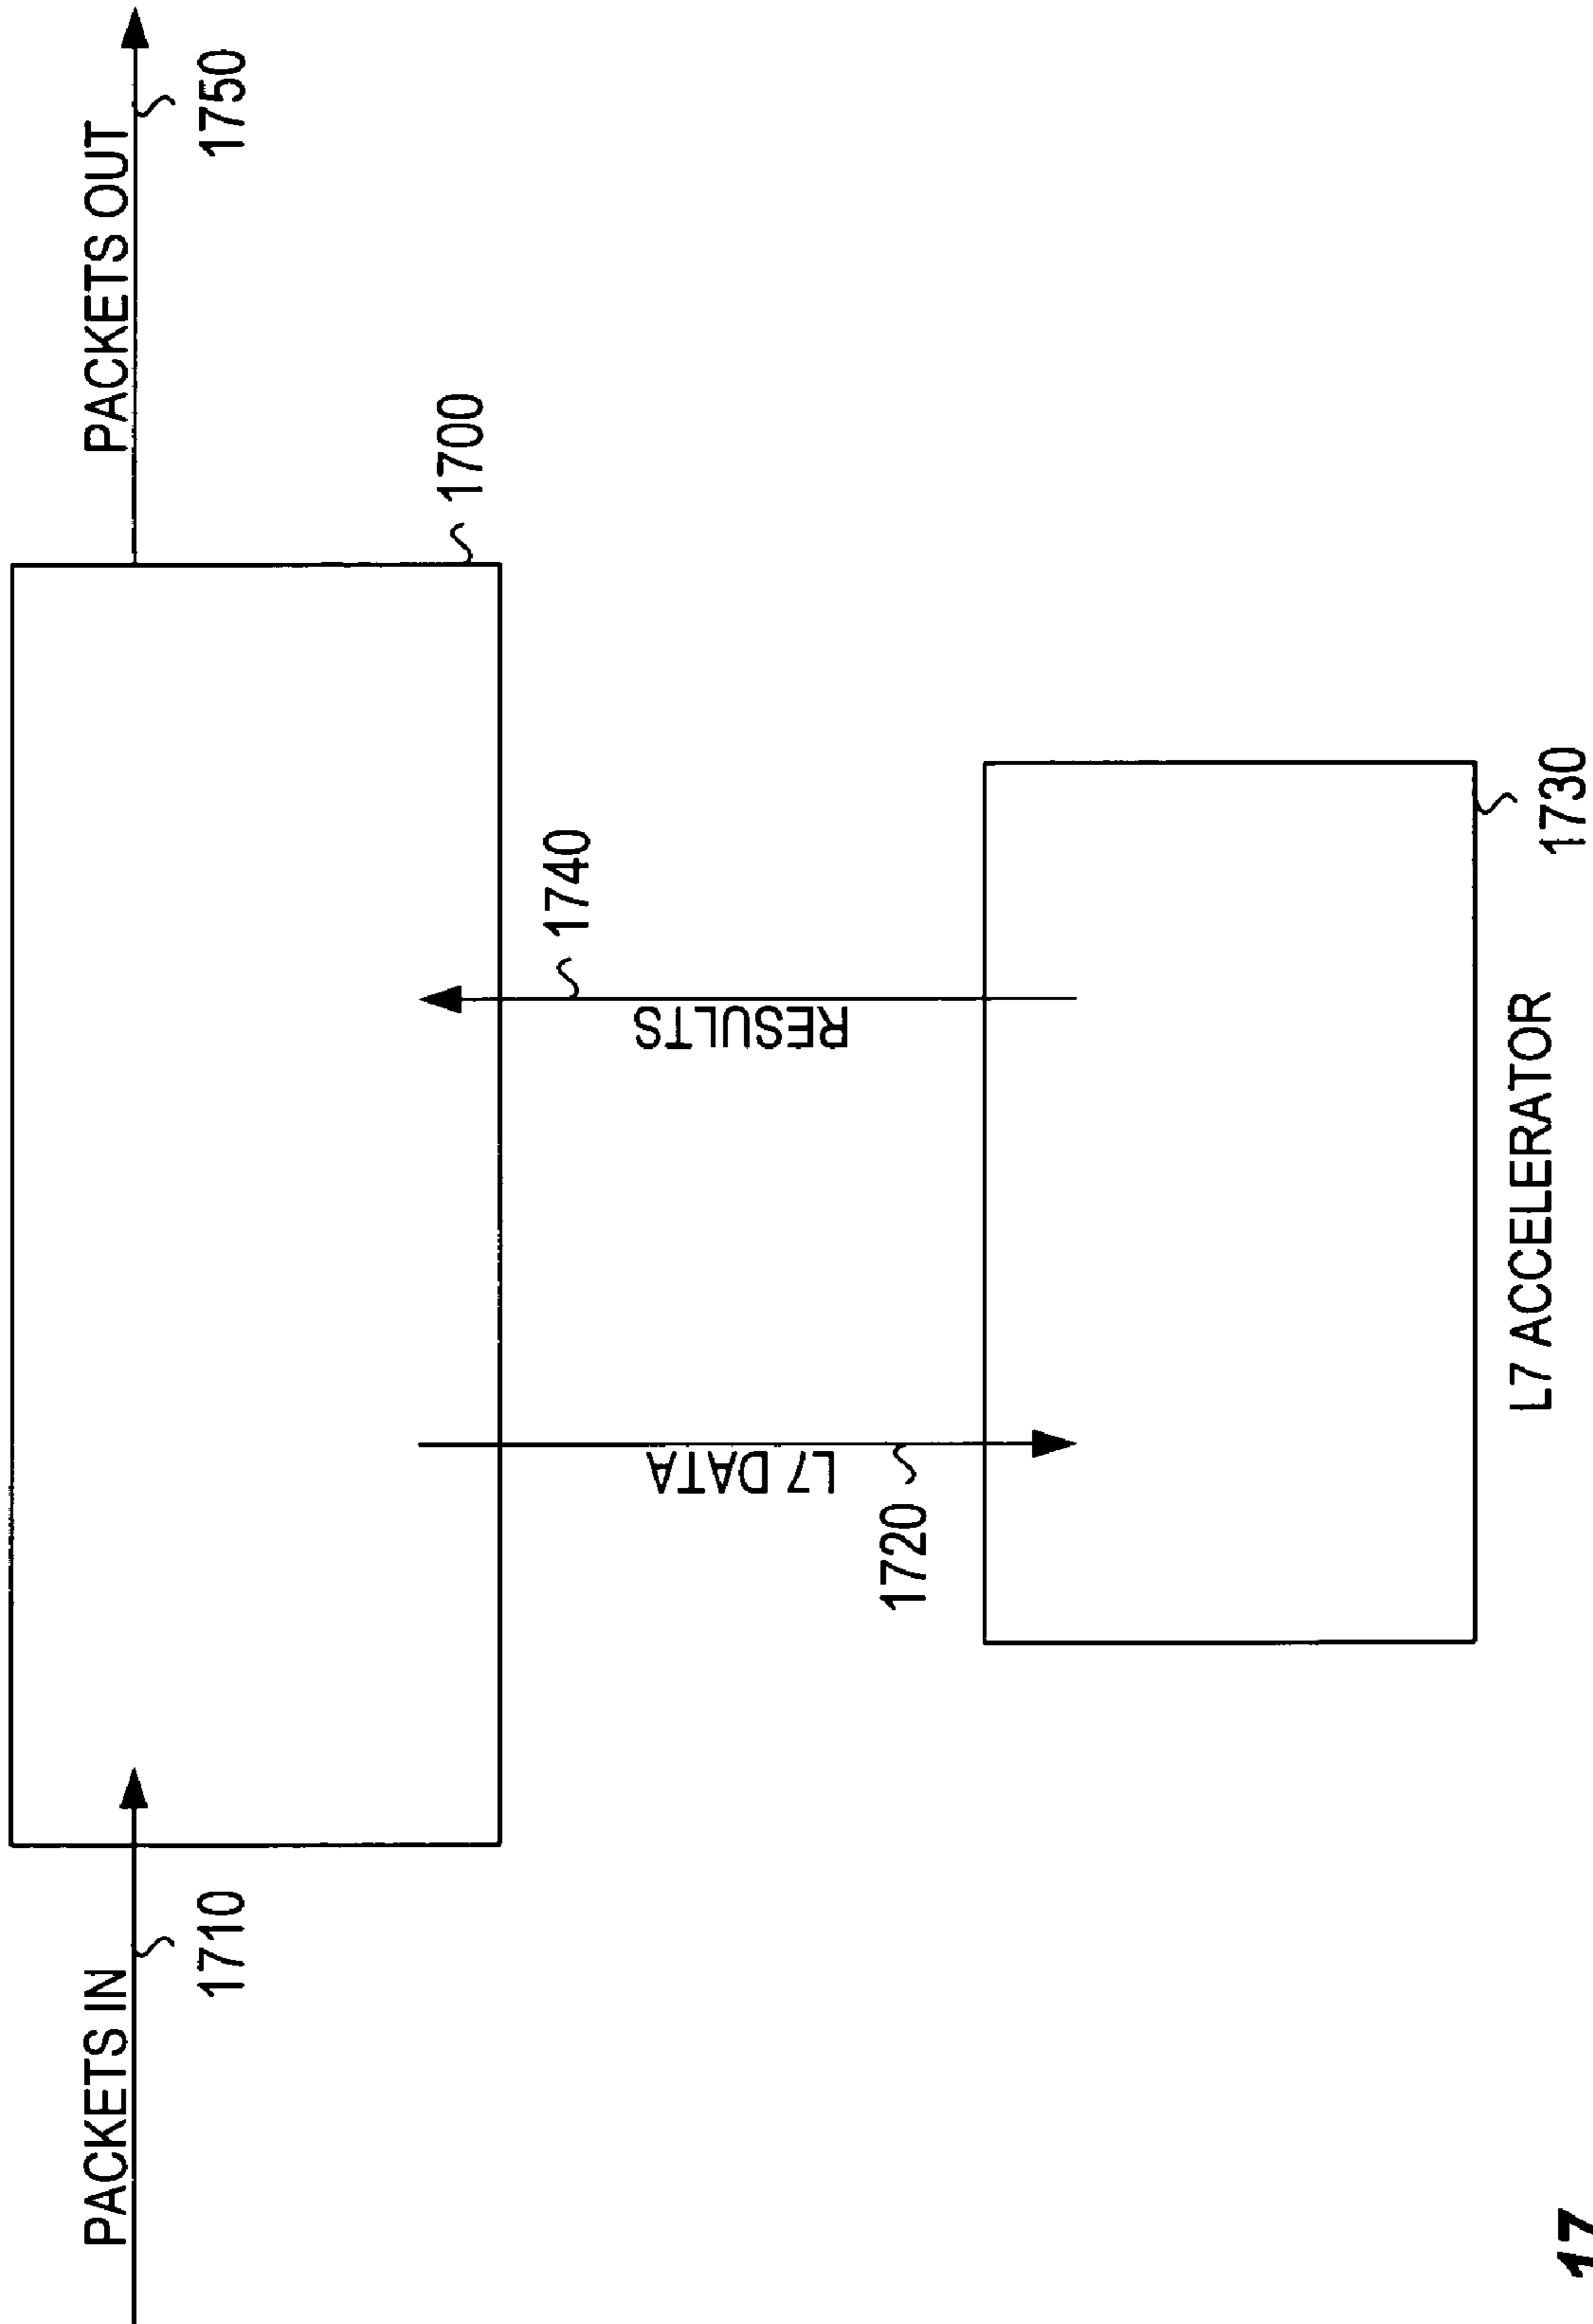 PACKETS IN
1710
PACKETS OUT
1750
1700
L7 DATA
1720
RESULTS
1740
1730
L7 ACCELERATOR
17